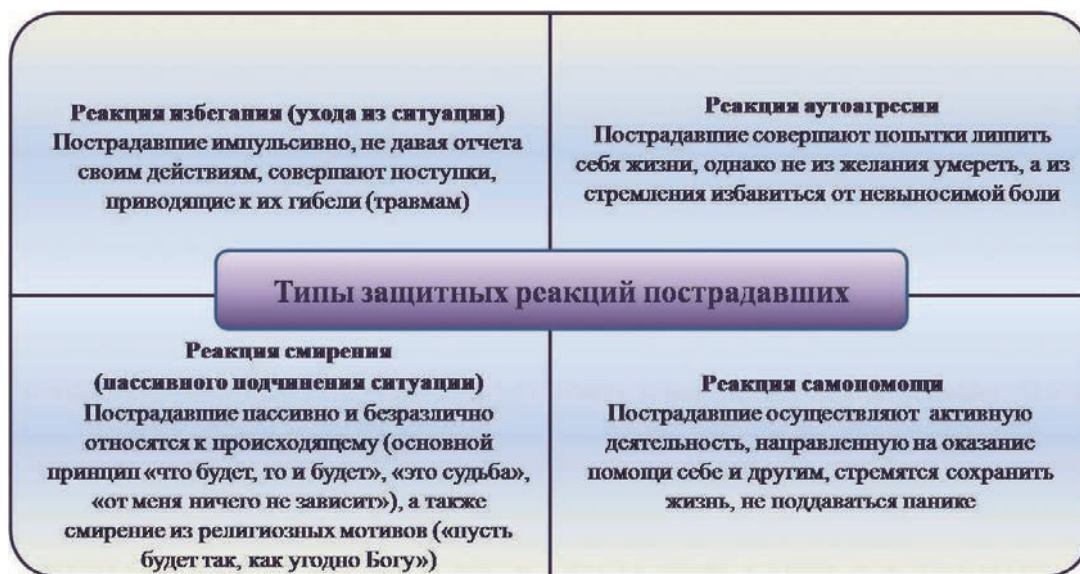 Реакция избегания (ухода из ситуации)
Пострадавшие импульсивно, не давая отчета
своим действиям, совершают поступки,
приводящие к их гибели (травмам)
Реакция аутоагресии
Пострадавшие совершают попытки лишить
себя жизни, однако не из желания умереть, а из
стремления избавиться от невыносимой боли
Типы защитных реакций пострадавших
Реакция смирения
(пассивного подчинения ситуации)
Пострадавшие пассивно и безразлично
относятся к происходящему (основной
принцип «что будет, то и будет», «это судьба»,
«от меня ничего не зависит»), а также
смирение из религиозных мотивов («пусть
будет так, как угодно Богу»)
Реакция самопомощи
Пострадавшие осуществляют активную
деятельность, направленную на оказание
помощи себе и другим, стремятся сохранить
жизнь, не поддаваться панике